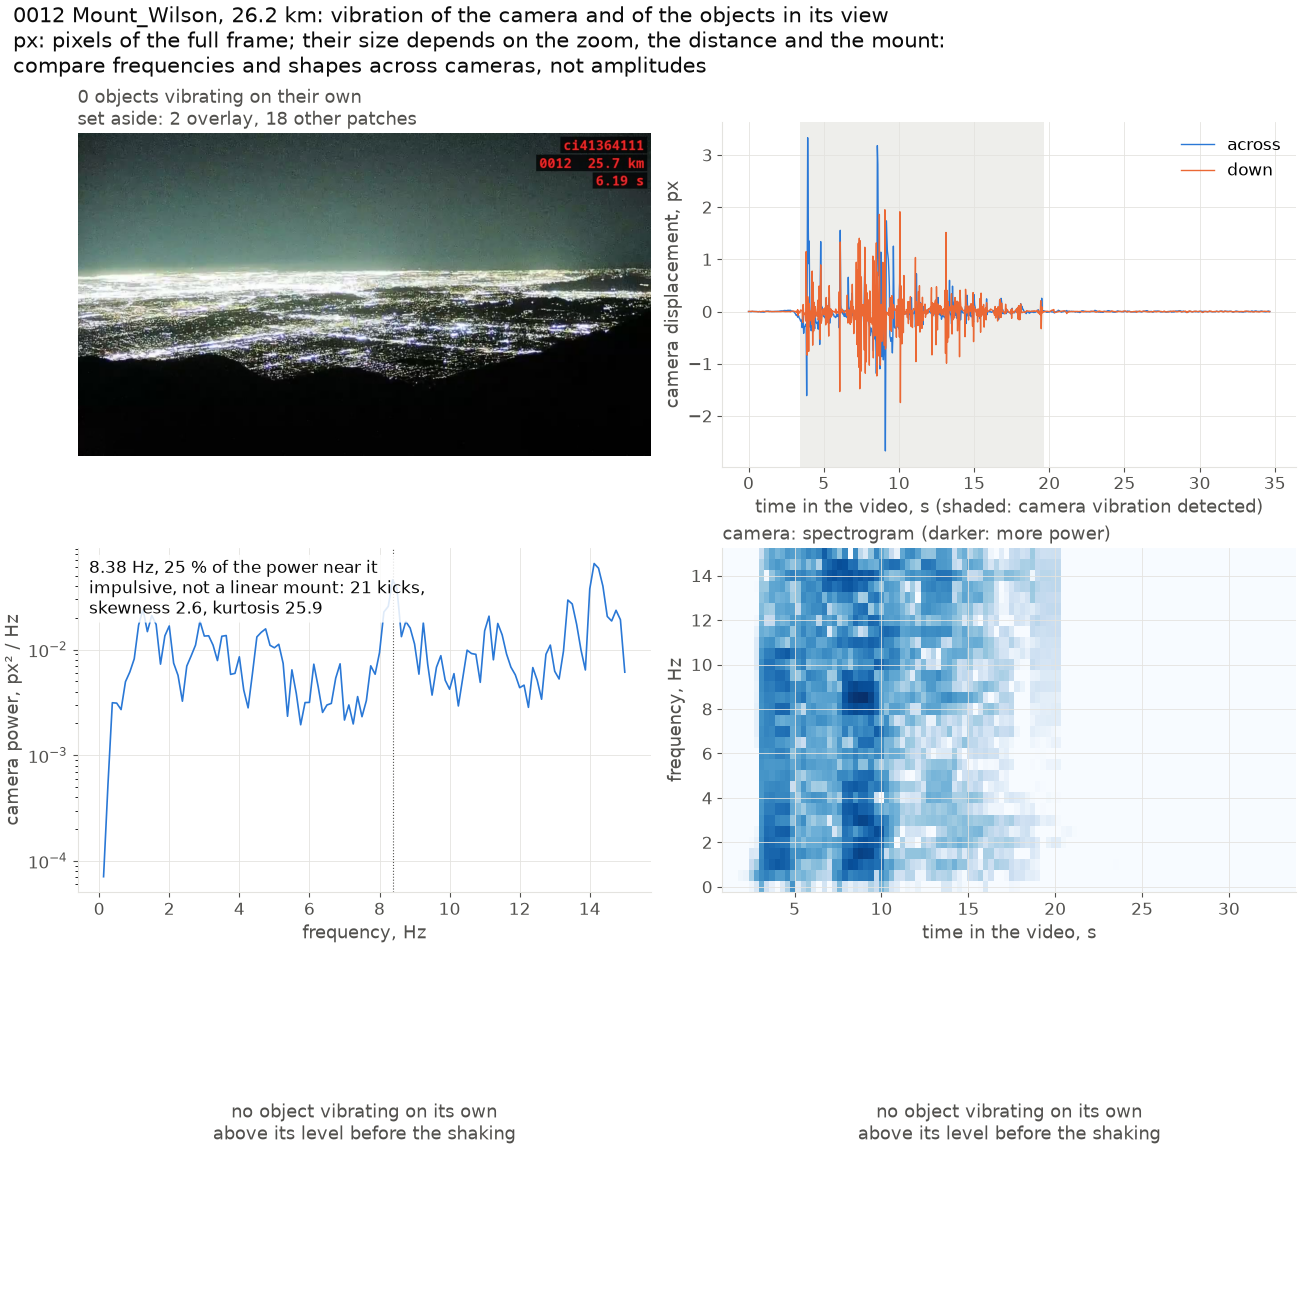 0012 Mount_Wilson, 26.2 km: vibration of the camera and of the objects in its view
px: pixels of the full frame; their size depends on the zoom, the distance and the mount:
compare frequencies and shapes across cameras, not amplitudes
0 objects vibrating on their own
set aside: 2 overlay, 18 other patches
ci41364111
0012 25.7 km
6.19 s
across
down
3
2
1
0
−1
−2
camera displacement, px
0 5 10 15 20 25 30 35
time in the video, s (shaded: camera vibration detected)
8.38 Hz, 25 % of the power near it
impulsive, not a linear mount: 21 kicks,
skewness 2.6, kurtosis 25.9
10⁻²
10⁻³
10⁻⁴
camera power, px² / Hz
0 2 4 6 8 10 12 14
frequency, Hz
camera: spectrogram (darker: more power)
14
12
10
8
6
4
2
0
frequency, Hz
5 10 15 20 25 30
time in the video, s
no object vibrating on its own
above its level before the shaking
no object vibrating on its own
above its level before the shaking